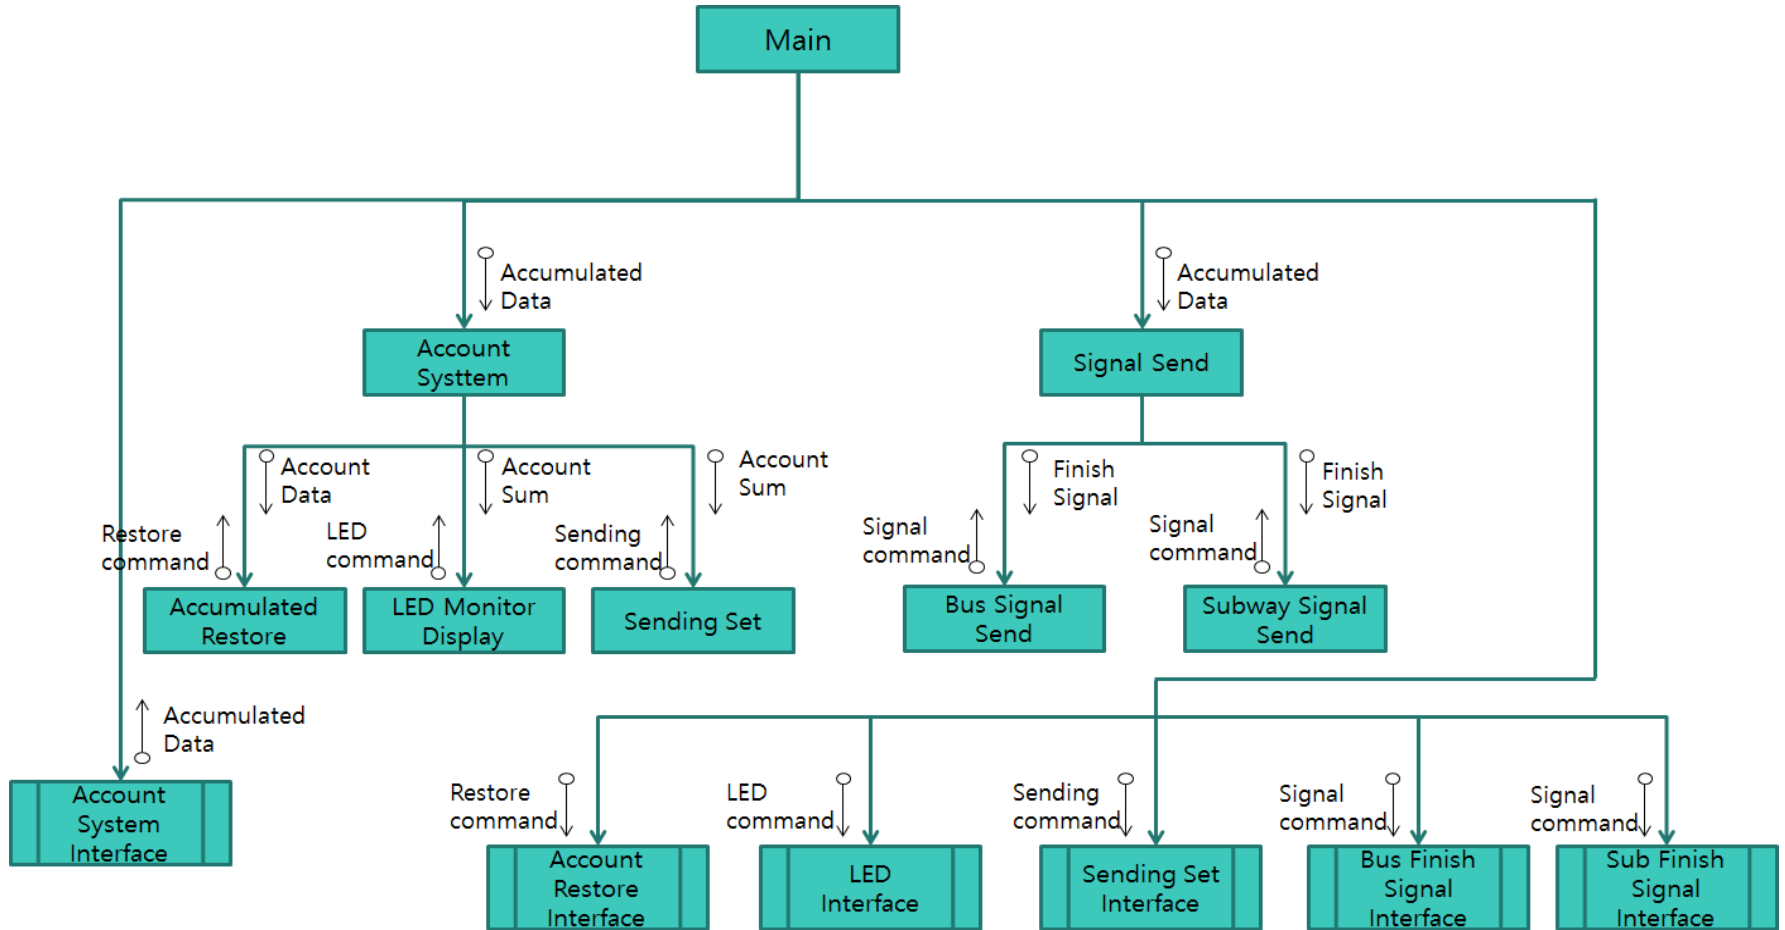 Main
Accumulated
Data
Accumulated
Data
Account
Systtem
Signal Send
Account
Data
Account
Sum
Account
Sum
Finish
Signal
Finish
Signal
Restore
command
LED
command
Sending
command
Signal
command
Signal
command
Accumulated
Restore
LED Monitor
Display
Sending Set
Bus Signal
Send
Subway Signal
Send
Accumulated
Data
Account
System
Interface
Restore
command
LED
command
Sending
command
Signal
command
Signal
command
Account
Restore
Interface
LED
Interface
Sending Set
Interface
Bus Finish
Signal
Interface
Sub Finish
Signal
Interface